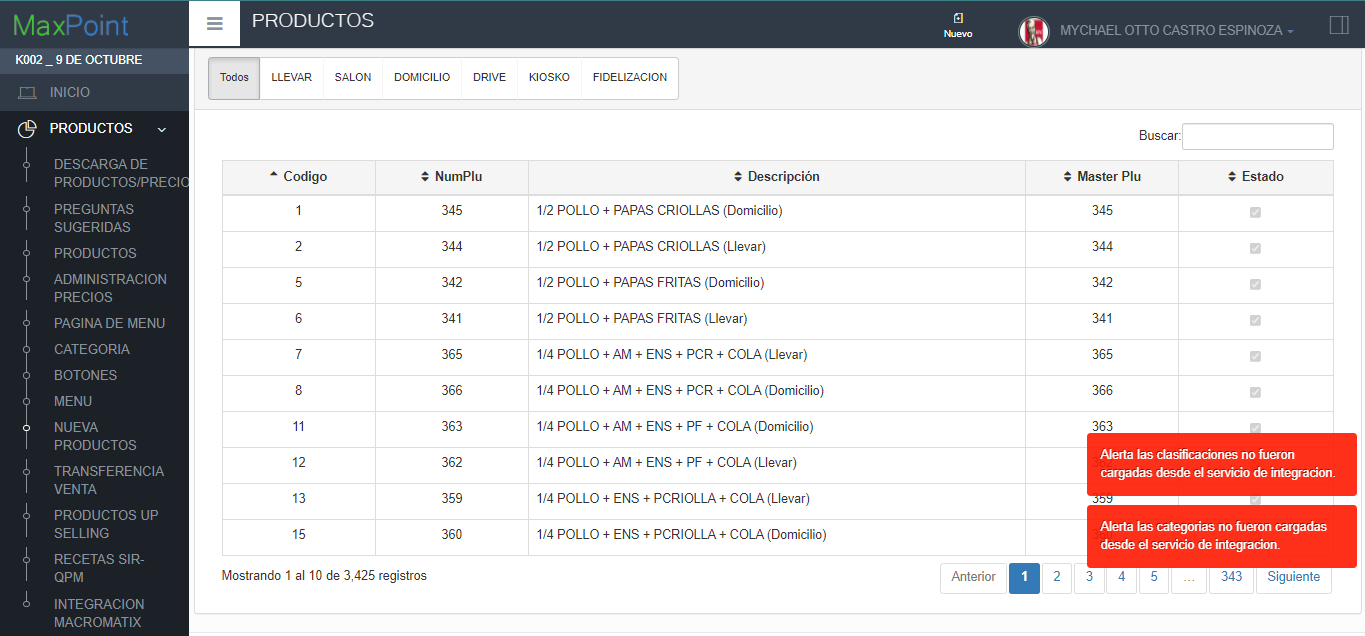 MaxPoint
PRODUCTOS
Nuevo
MYCHAEL OTTO CASTRO ESPINOZA
K002 _ 9 DE OCTUBRE
INICIO
PRODUCTOS
DESCARGA DE
PRODUCTOS/PRECIO
PREGUNTAS
SUGERIDAS
PRODUCTOS
ADMINISTRACION
PRECIOS
PAGINA DE MENU
CATEGORIA
BOTONES
MENU
NUEVA
PRODUCTOS
TRANSFERENCIA
VENTA
PRODUCTOS UP
SELLING
RECETAS SIR-
QPM
INTEGRACION
MACROMATIX
Todos LLEVAR SALON DOMICILIO DRIVE KIOSKO FIDELIZACION
Buscar:
Codigo NumPlu Descripción Master Plu Estado
1 345 1/2 POLLO + PAPAS CRIOLLAS (Domicilio) 345
2 344 1/2 POLLO + PAPAS CRIOLLAS (Llevar) 344
5 342 1/2 POLLO + PAPAS FRITAS (Domicilio) 342
6 341 1/2 POLLO + PAPAS FRITAS (Llevar) 341
7 365 1/4 POLLO + AM + ENS + PCR + COLA (Llevar) 365
8 366 1/4 POLLO + AM + ENS + PCR + COLA (Domicilio) 366
11 363 1/4 POLLO + AM + ENS + PF + COLA (Domicilio) 363
12 362 1/4 POLLO + AM + ENS + PF + COLA (Llevar)
13 359 1/4 POLLO + ENS + PCRIOLLA + COLA (Llevar) 359
15 360 1/4 POLLO + ENS + PCRIOLLA + COLA (Domicilio)
Alerta las clasificaciones no fueron
cargadas desde el servicio de integracion.
Alerta las categorias no fueron cargadas
desde el servicio de integracion.
Mostrando 1 al 10 de 3,425 registros
Anterior 1 2 3 4 5 ... 343 Siguiente